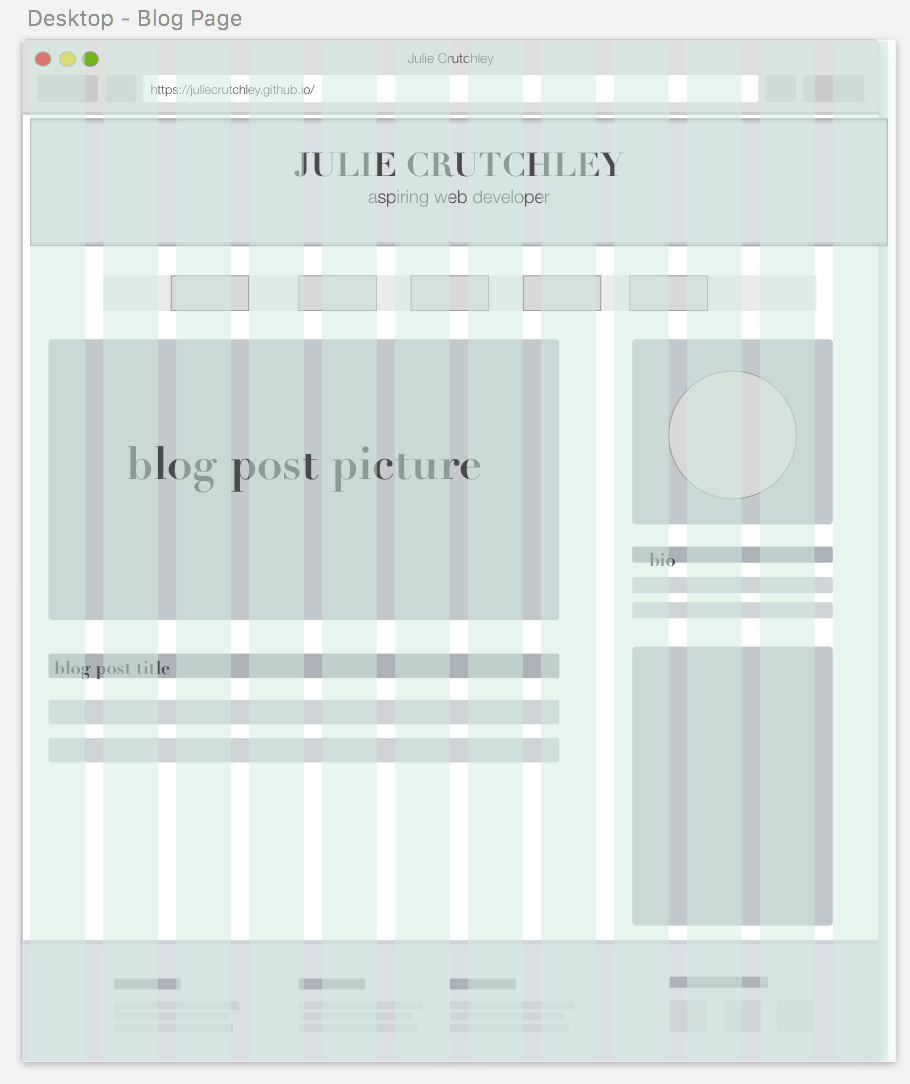 Desktop - Blog Page
Julie Crutchley
https://juliecrutchley.github.io/
JULIE CRUTCHLEY
aspiring web developer
blog post picture
bio
blog post title